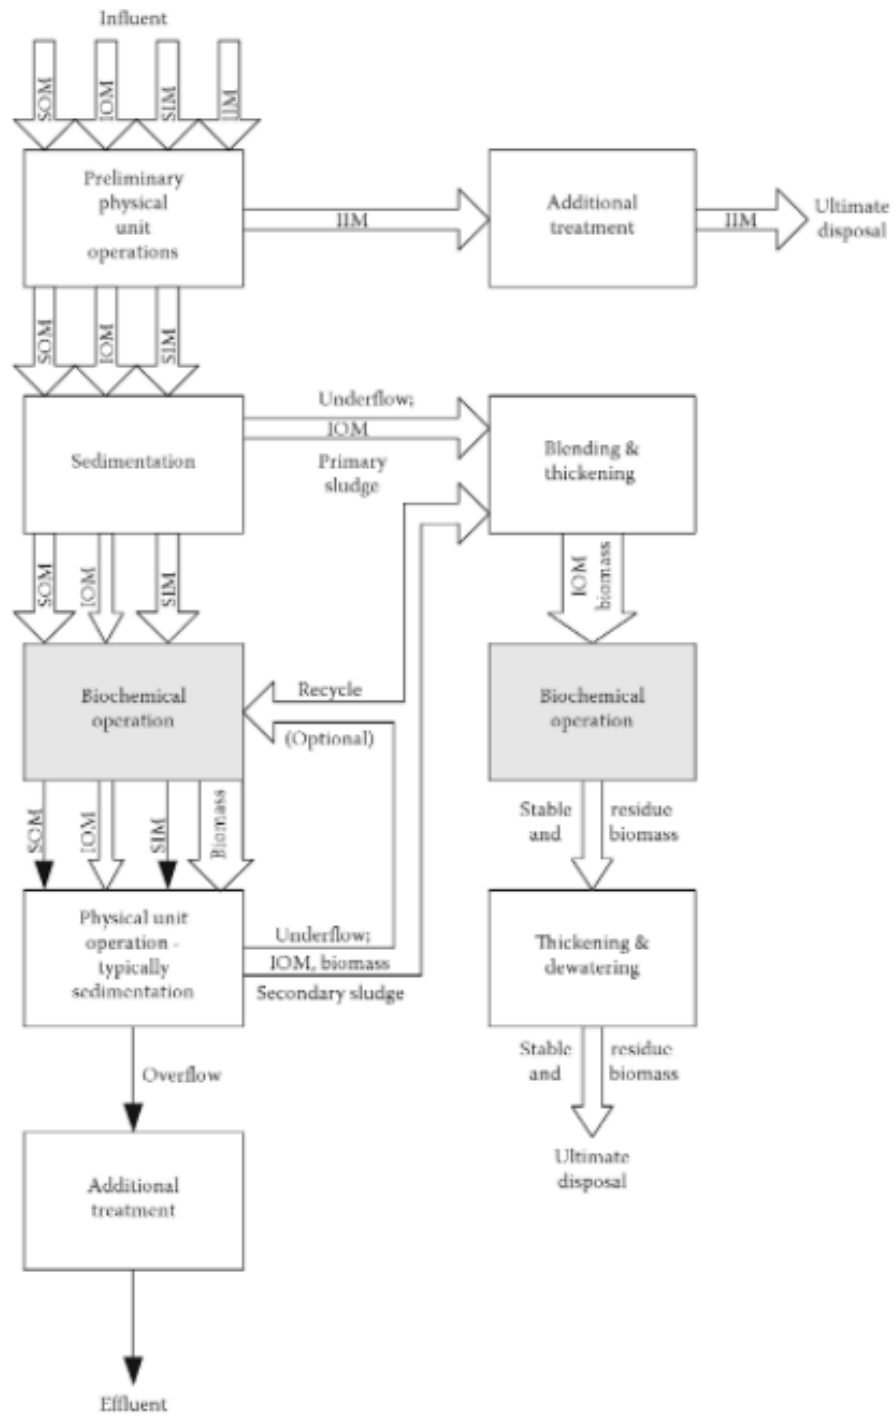 Influent
SOM
IOM
SIM
IIM
Preliminary
physical
unit
operations
IIM
Additional
treatment
IIM
Ultimate
disposal
SOM
IOM
SIM
Sedimentation
Underflow;
IOM
Primary
sludge
Blending &
thickening
SOM
IOM
SIM
IOM
biomass
Biochemical
operation
Recycle
(Optional)
Biochemical
operation
SOM
IOM
SIM
Biomass
Stable
and
residue
biomass
Physical unit
operation -
typically
sedimentation
Underflow;
IOM, biomass
Secondary sludge
Thickening &
dewatering
Overflow
Stable
and
residue
biomass
Ultimate
disposal
Additional
treatment
Effluent